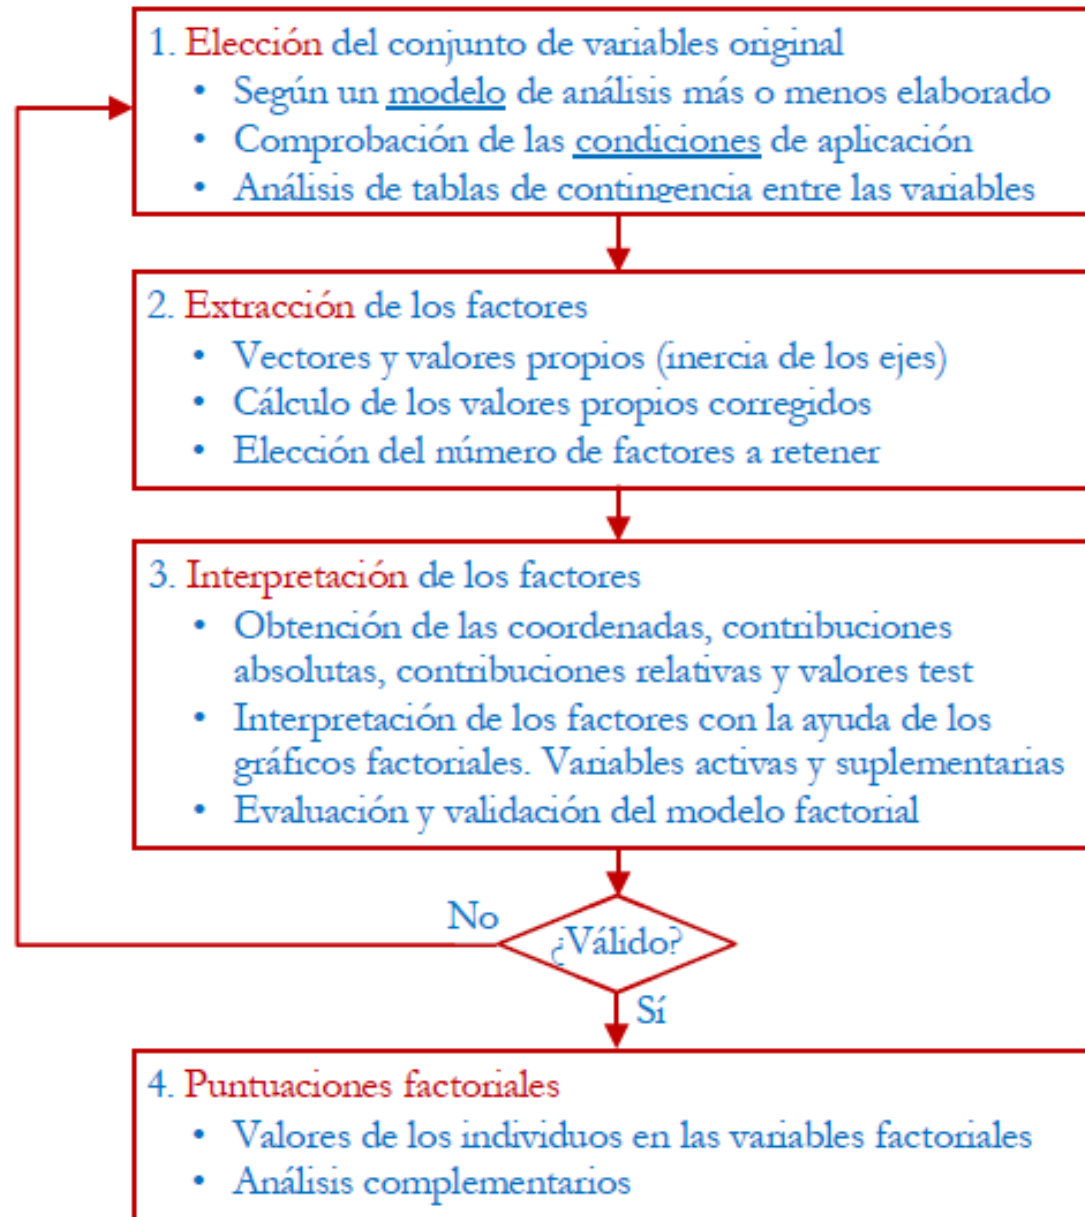 1. Elección del conjunto de variables original
• Según un modelo de análisis más o menos elaborado
• Comprobación de las condiciones de aplicación
• Análisis de tablas de contingencia entre las variables
2. Extracción de los factores
• Vectores y valores propios (inercia de los ejes)
• Cálculo de los valores propios corregidos
• Elección del número de factores a retener
3. Interpretación de los factores
• Obtención de las coordenadas, contribuciones
absolutas, contribuciones relativas y valores test
• Interpretación de los factores con la ayuda de los
gráficos factoriales. Variables activas y suplementarias
• Evaluación y validación del modelo factorial
No
¿Válido?
Sí
4. Puntuaciones factoriales
• Valores de los individuos en las variables factoriales
• Análisis complementarios